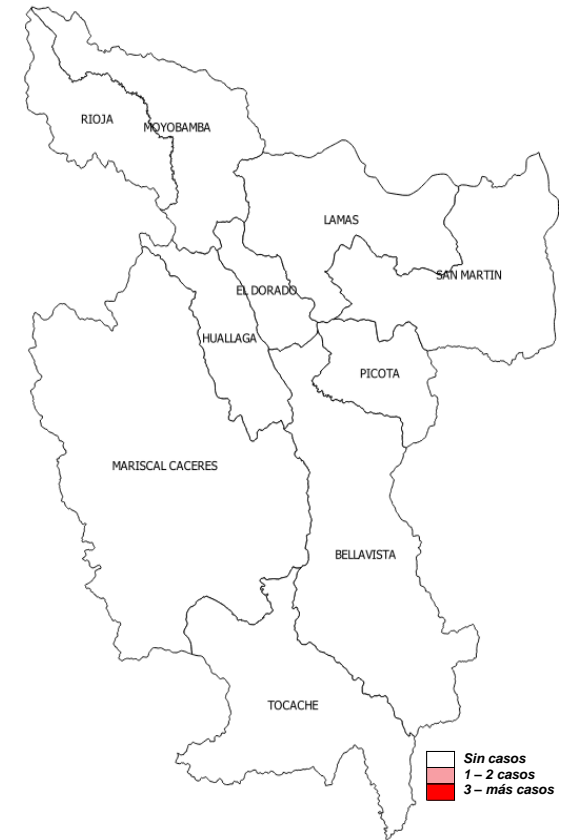 RIOJA
MOYOBAMBA
LAMAS
SAN MARTIN
EL DORADO
HUALLAGA
PICOTA
MARISCAL CACERES
BELLAVISTA
TOCACHE
Sin casos
1 – 2 casos
3 – más casos